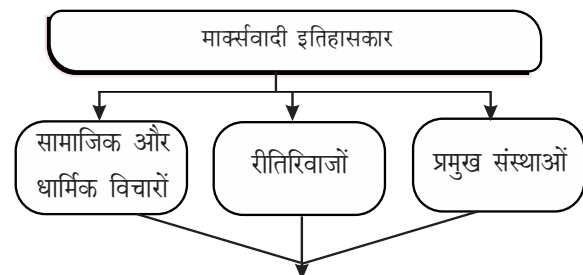 मार्क्सवादी इतिहासकार
सामाजिक और
धार्मिक विचारों
रीतिरिवाजों
प्रमुख संस्थाओं